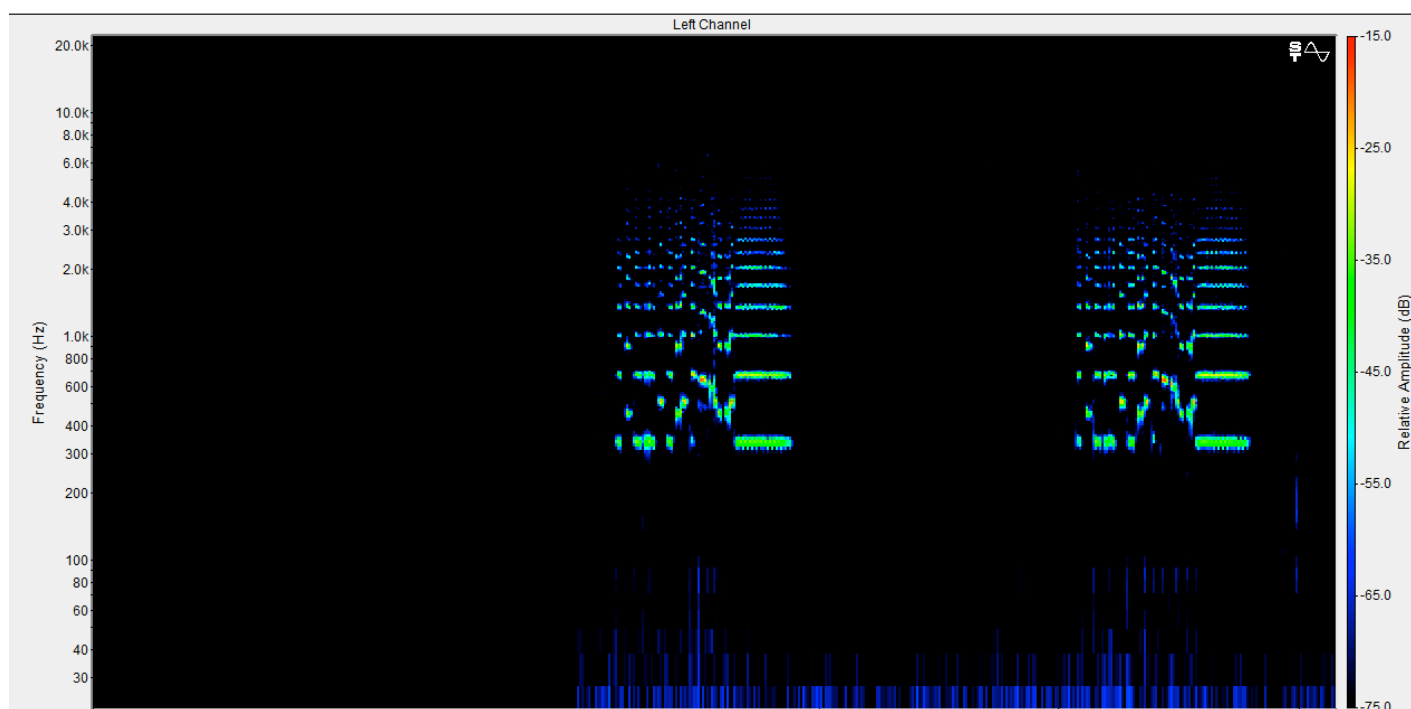 Left Channel
20.0k
10.0k
8.0k
6.0k
4.0k
3.0k
2.0k
1.0k
800
600
400
300
200
100
80
60
40
30
Frequency (Hz)
S
T
-15.0
-25.0
-35.0
-45.0
-55.0
-65.0
-75.0
Relative Amplitude (dB)